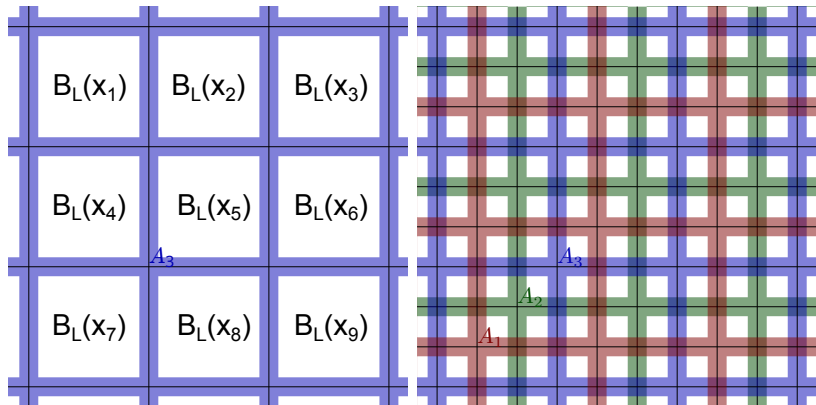 B_L(x_1) B_L(x_2) B_L(x_3)
B_L(x_4) B_L(x_5) B_L(x_6)
A_3
B_L(x_7) B_L(x_8) B_L(x_9)
A_3
A_2
A_1